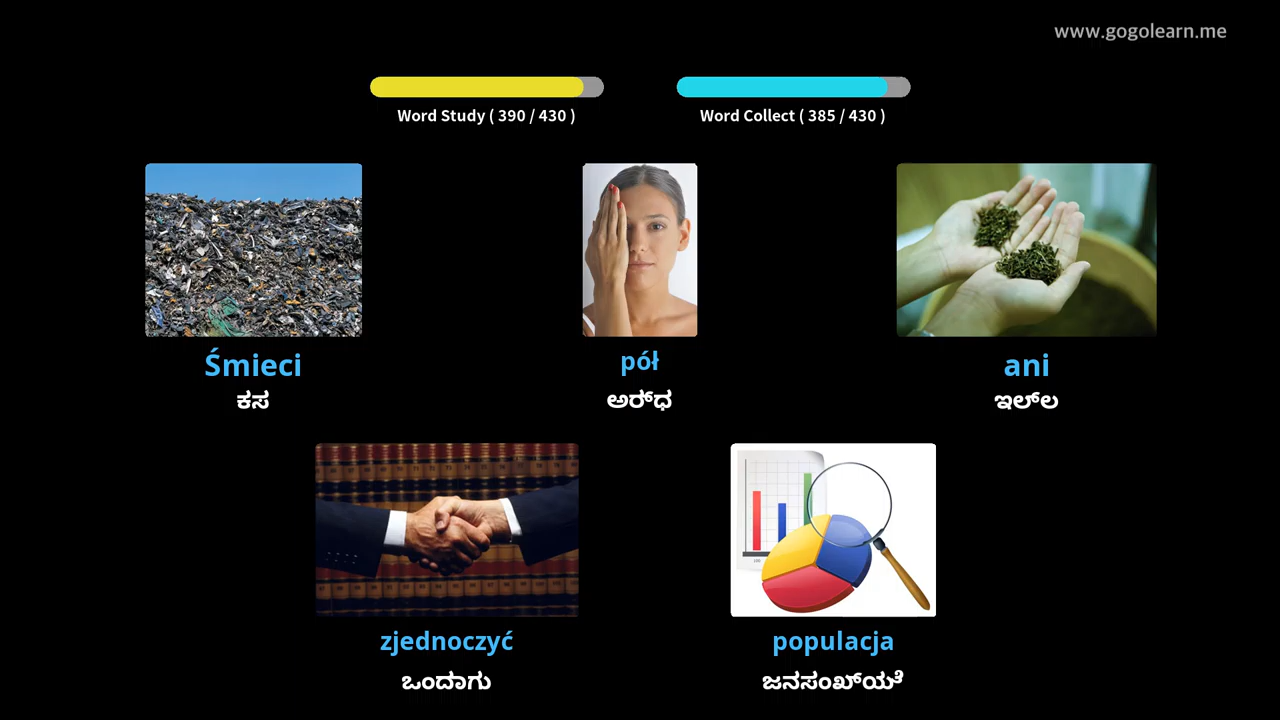 www.gogolearn.me
Word Study ( 390 / 430 )
Word Collect ( 385 / 430 )
Śmieci
pół
ani
ಕಸ
ಅರ್ಧ
ಇಲ್ಲ
zjednoczyć
populacja
ಒಂದಾಗು
ಜನಸಂಖ್ಯೆ